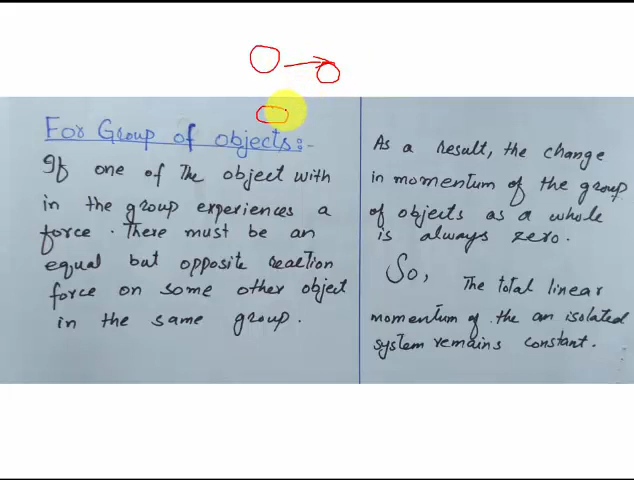 For Group of objects:-
If one of The object with
in the group experiences a
force. There must be an
equal but opposite reaction
force on some other object
in the same group.
As a result, the change
in momentum of the group
of objects as a whole
is always zero.
So, The total linear
momentum of the an isolated
system remains constant.